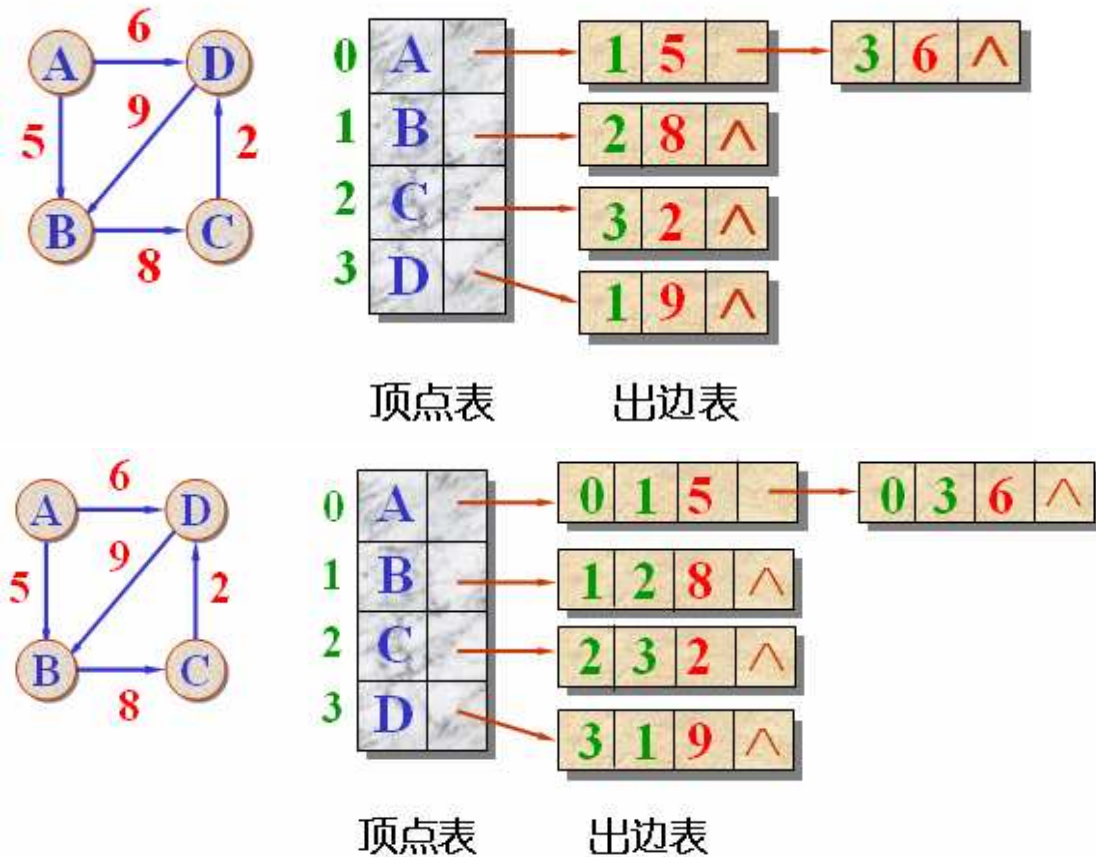 6
A D
5 9 2
B C
8
0 A 1 5 3 6 ∧
1 B 2 8 ∧
2 C 3 2 ∧
3 D 1 9 ∧
顶点表 出边表
6
A D
5 9 2
B C
8
0 A 0 1 5 0 3 6 ∧
1 B 1 2 8 ∧
2 C 2 3 2 ∧
3 D 3 1 9 ∧
顶点表 出边表